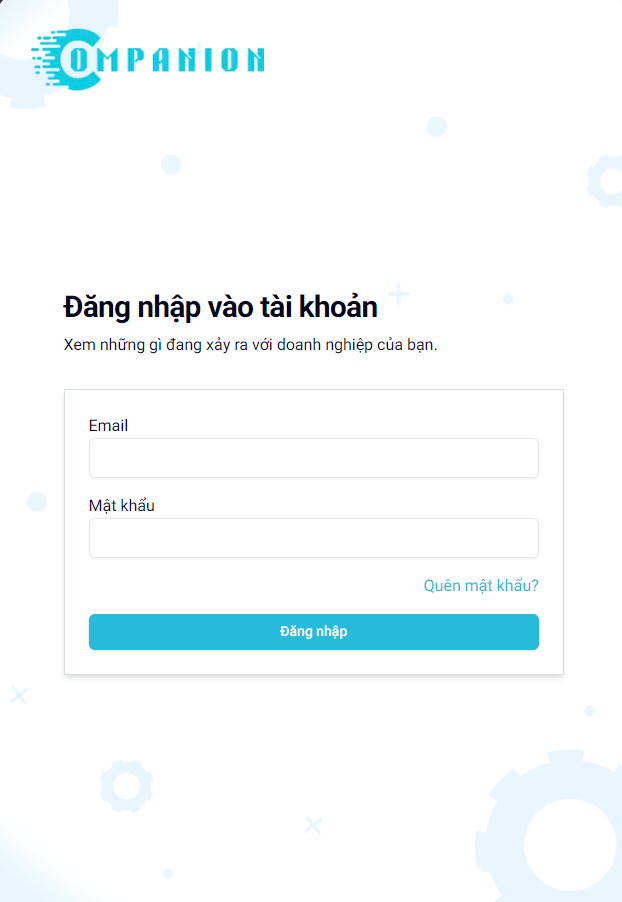 COMPANION
Đăng nhập vào tài khoản
Xem những gì đang xảy ra với doanh nghiệp của bạn.
Email
Mật khẩu
Quên mật khẩu?
Đăng nhập